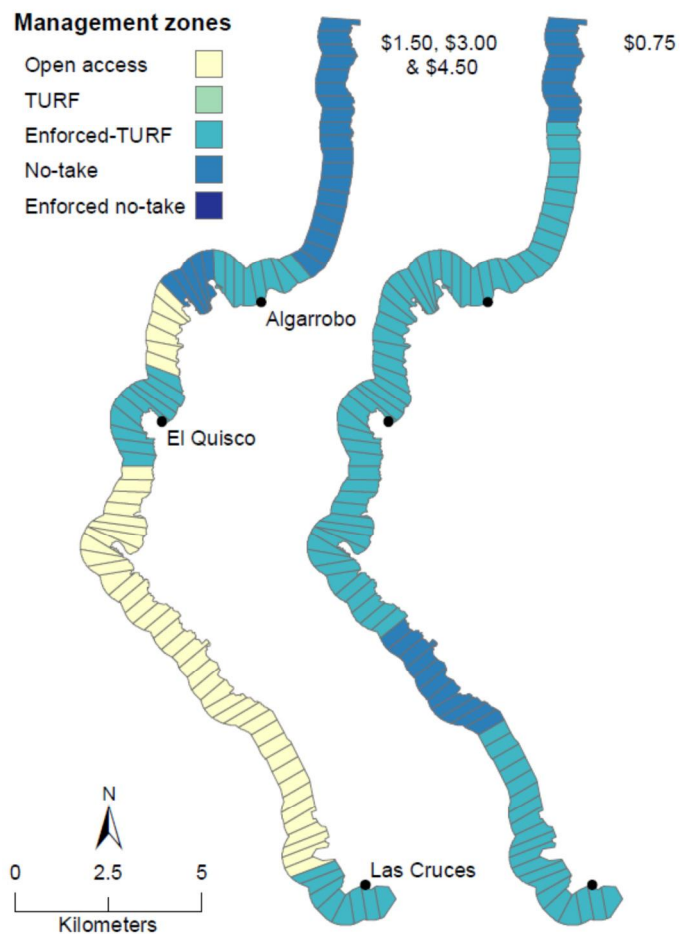 Management zones
Open access
TURF
Enforced-TURF
No-take
Enforced no-take
$1.50, $3.00
& $4.50
$0.75
Algarrobo
El Quisco
Las Cruces
N
0 2.5 5
Kilometers